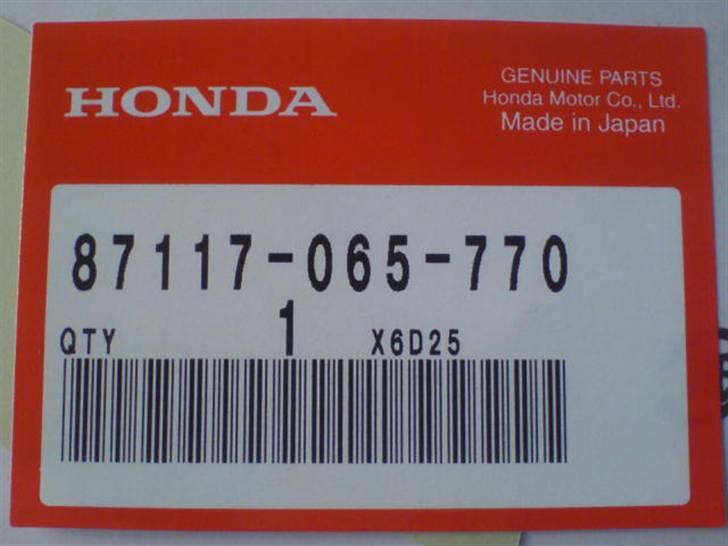 HONDA
GENUINE PARTS
Honda Motor Co., Ltd.
Made in Japan
87117-065-770
QTY 1 X6D25